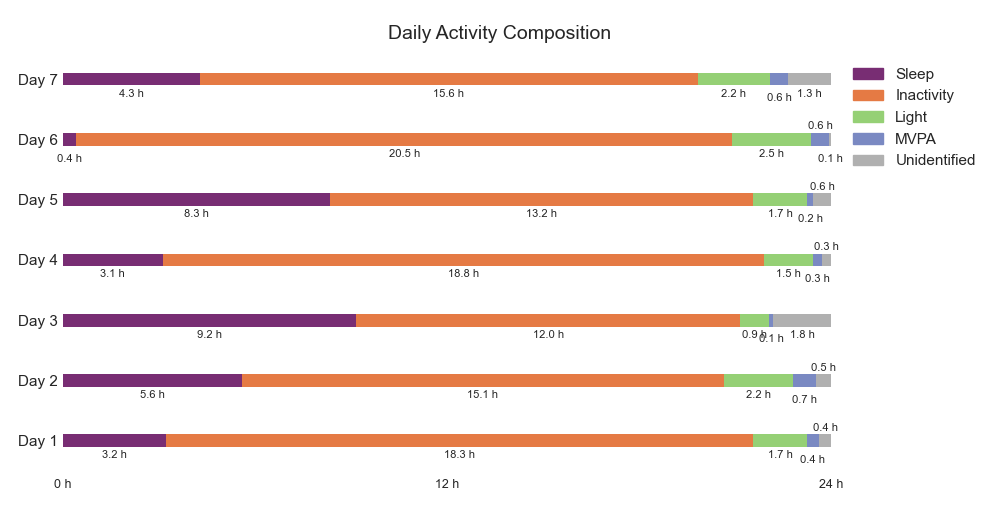 Daily Activity Composition
Day 7
4.3 h 15.6 h 2.2 h 0.6 h 1.3 h
Day 6
0.6 h
0.4 h 20.5 h 2.5 h 0.1 h
Day 5
0.6 h
8.3 h 13.2 h 1.7 h 0.2 h
Day 4
0.3 h
3.1 h 18.8 h 1.5 h 0.3 h
Day 3
9.2 h 12.0 h 0.9 h 0.1 h 1.8 h
Day 2
0.5 h
5.6 h 15.1 h 2.2 h 0.7 h
Day 1
0.4 h
3.2 h 18.3 h 1.7 h 0.4 h
0 h 12 h 24 h
Sleep
Inactivity
Light
MVPA
Unidentified